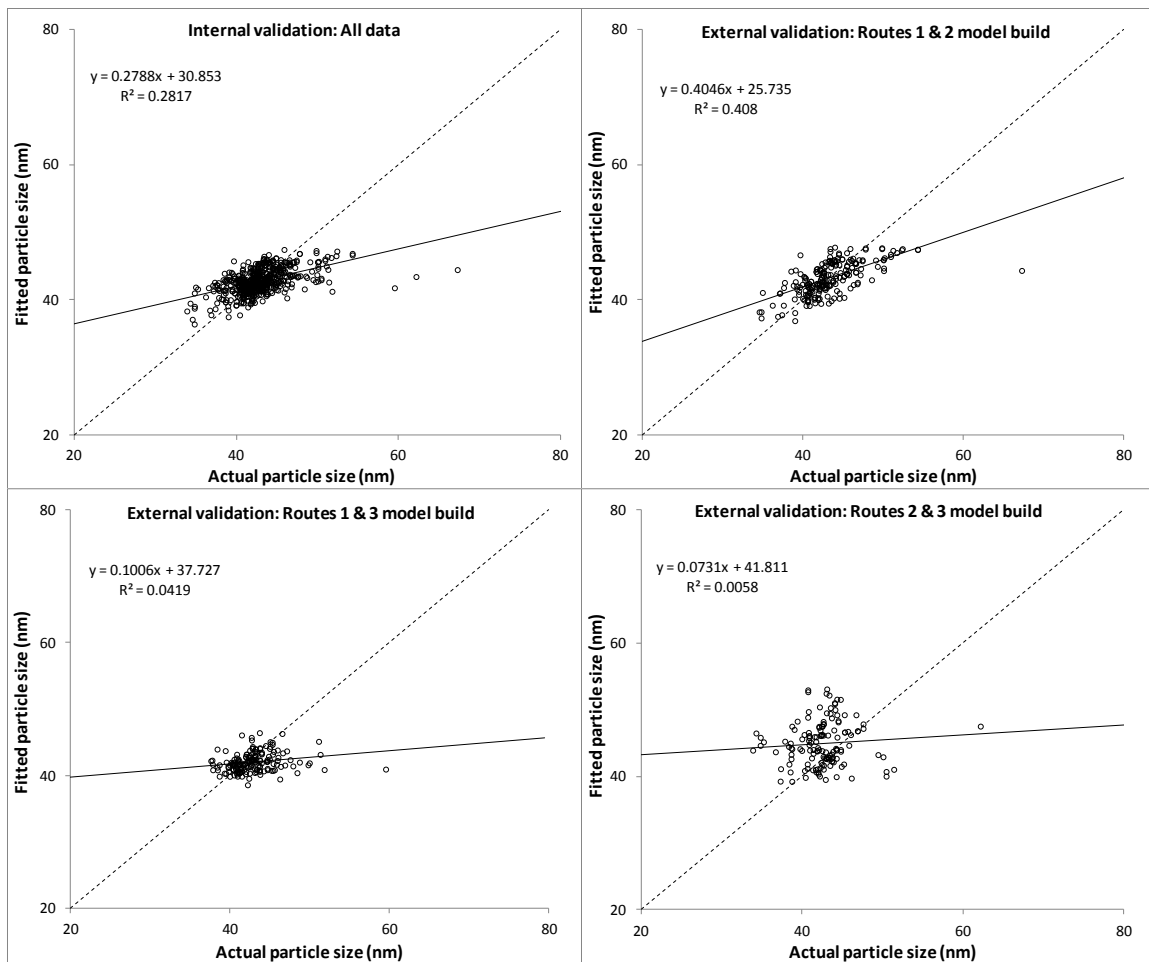 Internal validation: All data
y = 0.2788x + 30.853
R² = 0.2817
80
60
40
20
Fitted particle size (nm)
20
40
60
80
Actual particle size (nm)
External validation: Routes 1 & 2 model build
y = 0.4046x + 25.735
R² = 0.408
80
60
40
20
Fitted particle size (nm)
20
40
60
80
Actual particle size (nm)
External validation: Routes 1 & 3 model build
y = 0.1006x + 37.727
R² = 0.0419
80
60
40
20
Fitted particle size (nm)
20
40
60
80
Actual particle size (nm)
External validation: Routes 2 & 3 model build
y = 0.0731x + 41.811
R² = 0.0058
80
60
40
20
Fitted particle size (nm)
20
40
60
80
Actual particle size (nm)